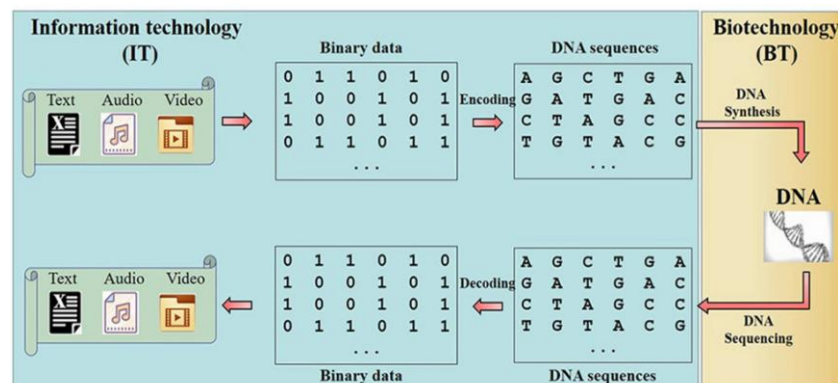 Information technology
(IT)
Binary data
DNA sequences
Biotechnology
(BT)
Text Audio Video
0 1 1 0 1 0
1 0 0 1 0 1
1 0 0 1 0 1
0 1 1 0 1 1
...
Encoding
A G C T G A
G A T G A C
C T A G C C
T G T A C G
...
DNA
Synthesis
DNA
Text Audio Video
0 1 1 0 1 0
1 0 0 1 0 1
1 0 0 1 0 1
0 1 1 0 1 1
...
Binary data
Decoding
A G C T G A
G A T G A C
C T A G C C
T G T A C G
...
DNA sequences
DNA
Sequencing